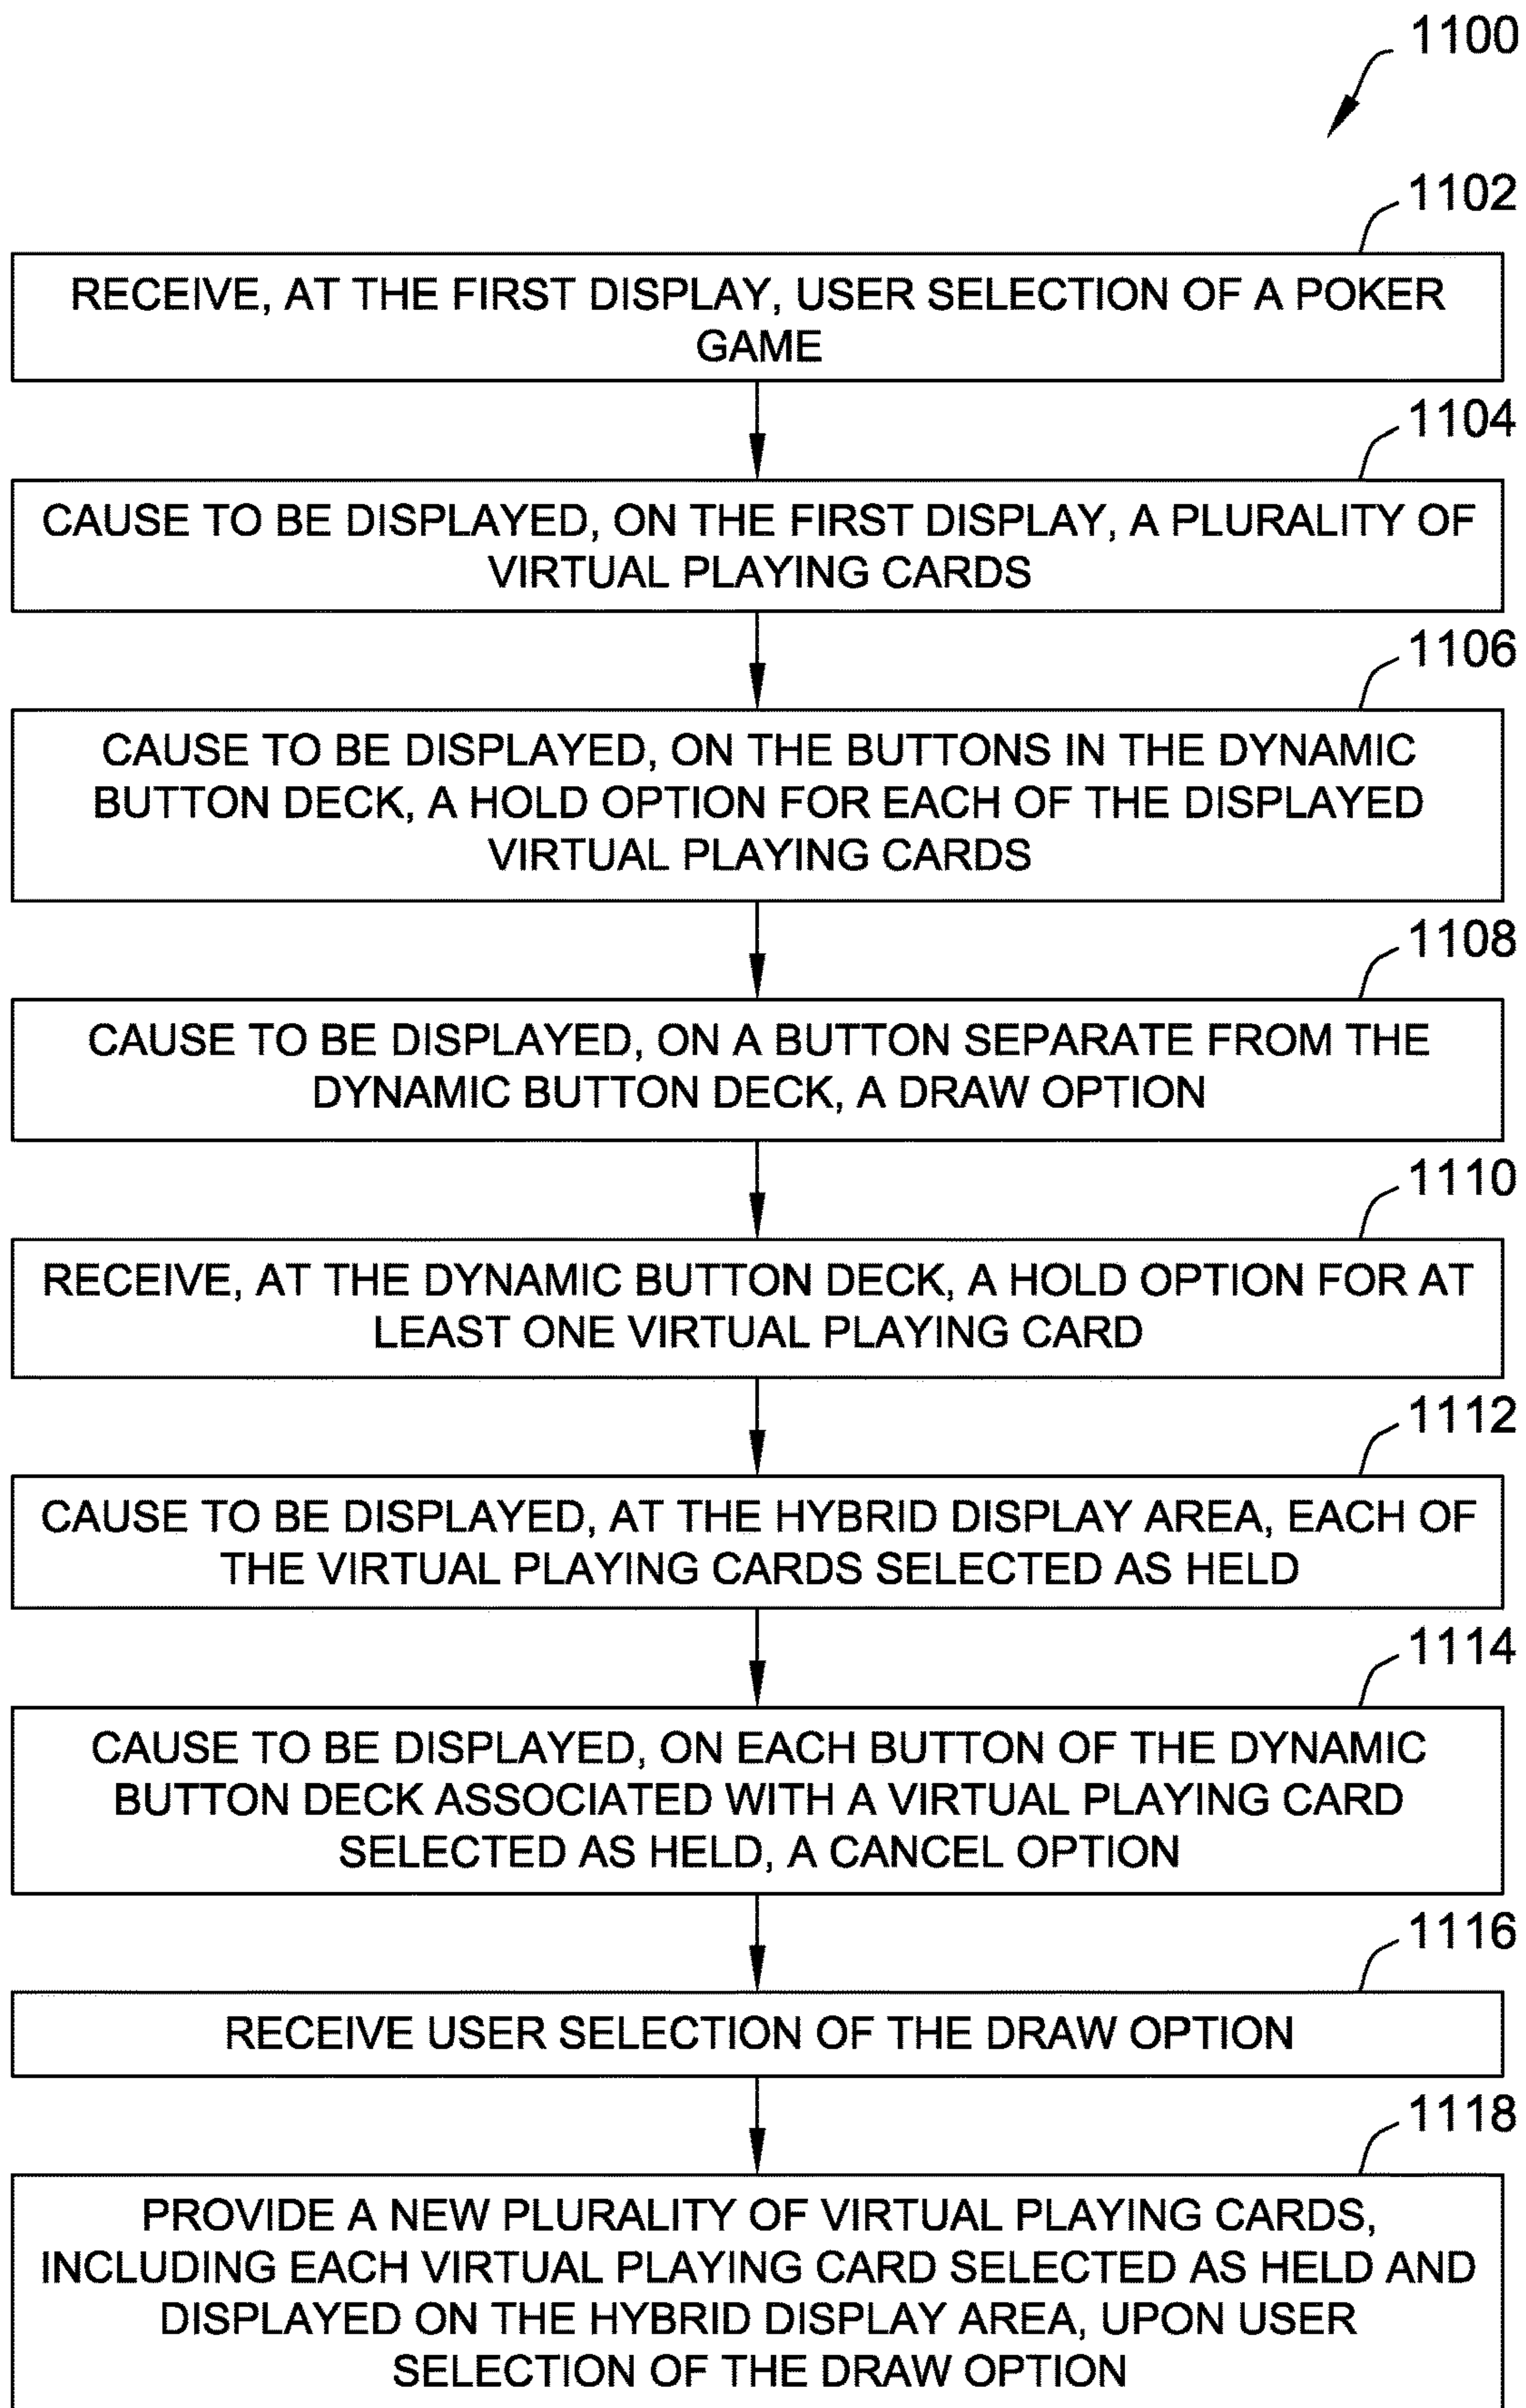 1100
1102
RECEIVE, AT THE FIRST DISPLAY, USER SELECTION OF A POKER
GAME
1104
CAUSE TO BE DISPLAYED, ON THE FIRST DISPLAY, A PLURALITY OF
VIRTUAL PLAYING CARDS
1106
CAUSE TO BE DISPLAYED, ON THE BUTTONS IN THE DYNAMIC
BUTTON DECK, A HOLD OPTION FOR EACH OF THE DISPLAYED
VIRTUAL PLAYING CARDS
1108
CAUSE TO BE DISPLAYED, ON A BUTTON SEPARATE FROM THE
DYNAMIC BUTTON DECK, A DRAW OPTION
1110
RECEIVE, AT THE DYNAMIC BUTTON DECK, A HOLD OPTION FOR AT
LEAST ONE VIRTUAL PLAYING CARD
1112
CAUSE TO BE DISPLAYED, AT THE HYBRID DISPLAY AREA, EACH OF
THE VIRTUAL PLAYING CARDS SELECTED AS HELD
1114
CAUSE TO BE DISPLAYED, ON EACH BUTTON OF THE DYNAMIC
BUTTON DECK ASSOCIATED WITH A VIRTUAL PLAYING CARD
SELECTED AS HELD, A CANCEL OPTION
1116
RECEIVE USER SELECTION OF THE DRAW OPTION
1118
PROVIDE A NEW PLURALITY OF VIRTUAL PLAYING CARDS,
INCLUDING EACH VIRTUAL PLAYING CARD SELECTED AS HELD AND
DISPLAYED ON THE HYBRID DISPLAY AREA, UPON USER
SELECTION OF THE DRAW OPTION